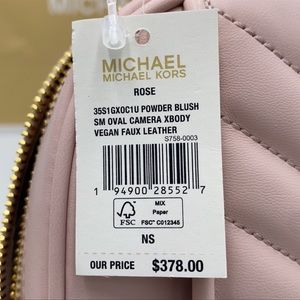 MICHAEL
MICHAEL KORS
ROSE
35S1GX0C1U POWDER BLUSH
SM OVAL CAMERA XBODY
VEGAN FAUX LEATHER
S758-0003
1 94900 28552 7
FSC
MIX
Paper
FSC® C012345
NS
OUR PRICE $378.00